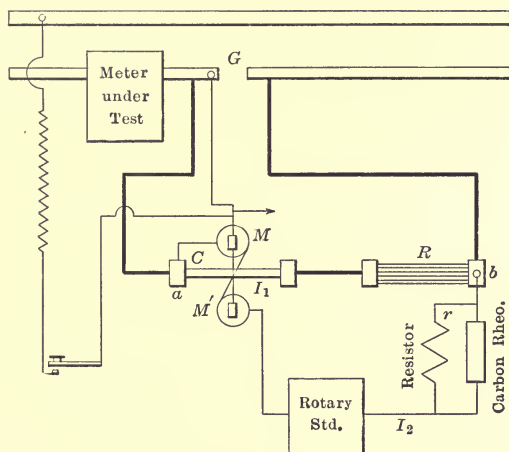 G
Meter
under
Test
M
C
R
b
a
I₁
M'
r
Resistor
Carbon Rheo.
Rotary
Std.
I₂